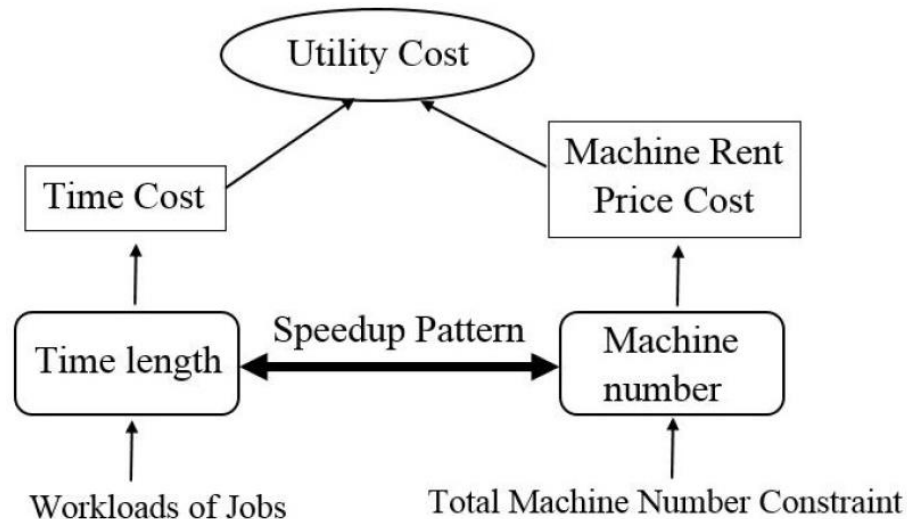 Utility Cost
Time Cost
Machine Rent
Price Cost
Speedup Pattern
Time length
Machine
number
Workloads of Jobs
Total Machine Number Constraint